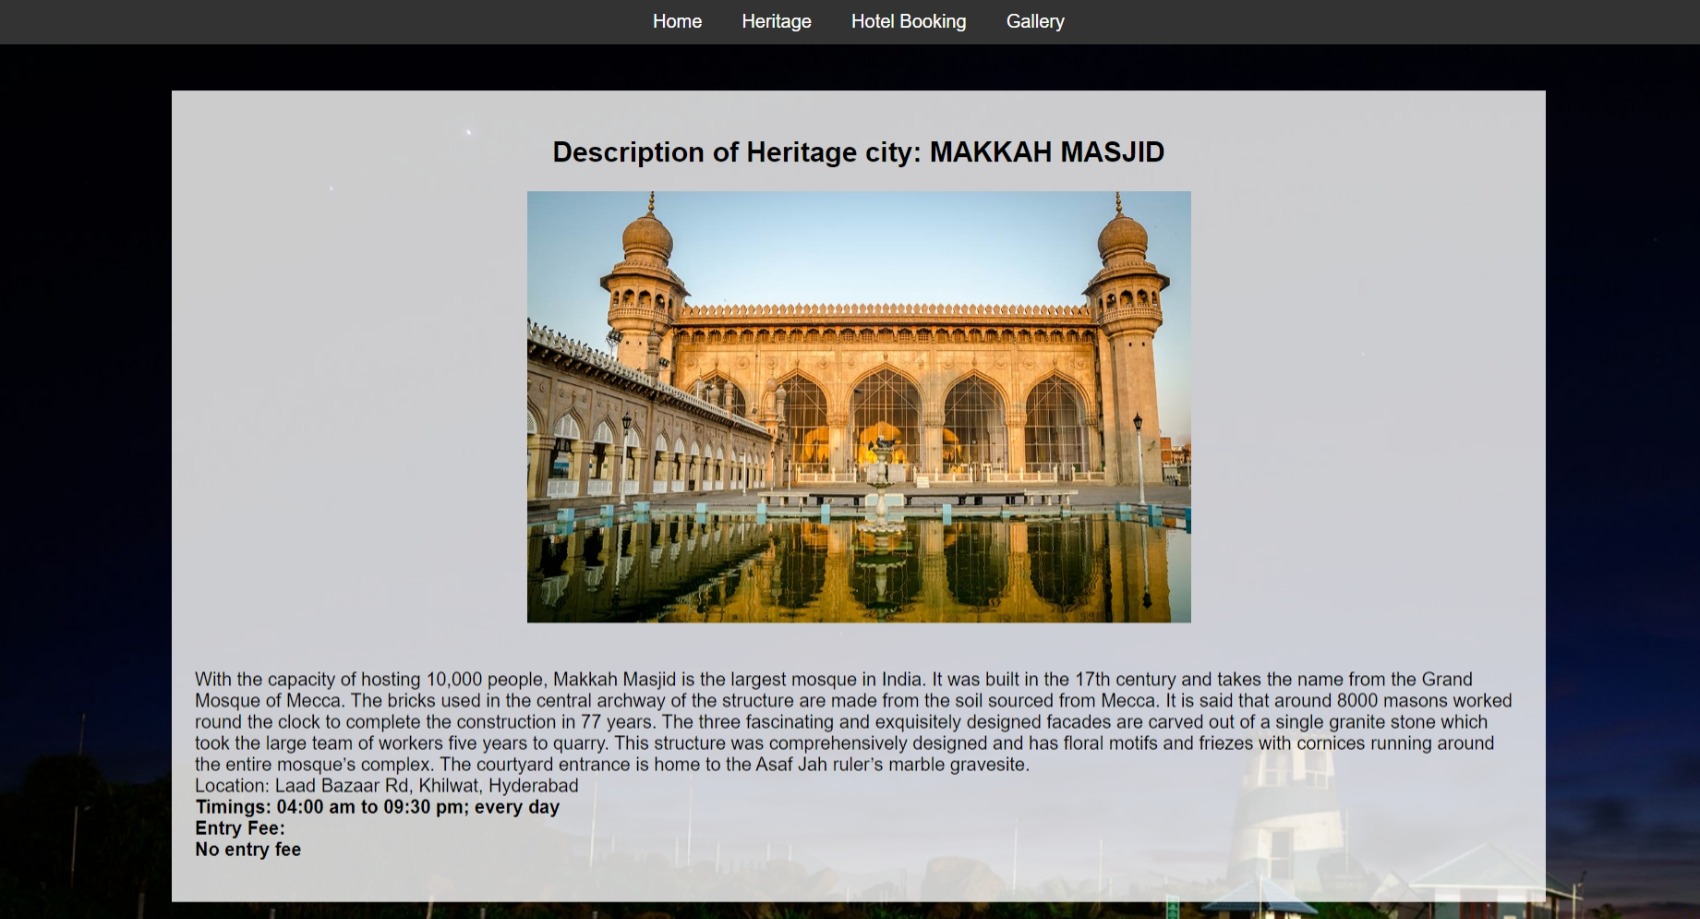 Home Heritage Hotel Booking Gallery
Description of Heritage city: MAKKAH MASJID
With the capacity of hosting 10,000 people, Makkah Masjid is the largest mosque in India. It was built in the 17th century and takes the name from the Grand
Mosque of Mecca. The bricks used in the central archway of the structure are made from the soil sourced from Mecca. It is said that around 8000 masons worked
round the clock to complete the construction in 77 years. The three fascinating and exquisitely designed facades are carved out of a single granite stone which
took the large team of workers five years to quarry. This structure was comprehensively designed and has floral motifs and friezes with cornices running around
the entire mosque’s complex. The courtyard entrance is home to the Asaf Jah ruler’s marble gravesite.
Location: Laad Bazaar Rd, Khilwat, Hyderabad
Timings: 04:00 am to 09:30 pm; every day
Entry Fee:
No entry fee